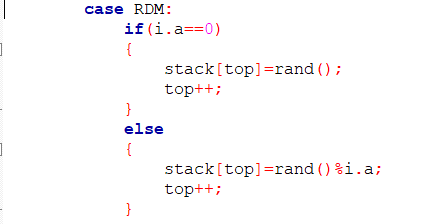 case RDM:
if(i.a==0)
{
stack[top]=rand();
top++;
}
else
{
stack[top]=rand()%i.a;
top++;
}